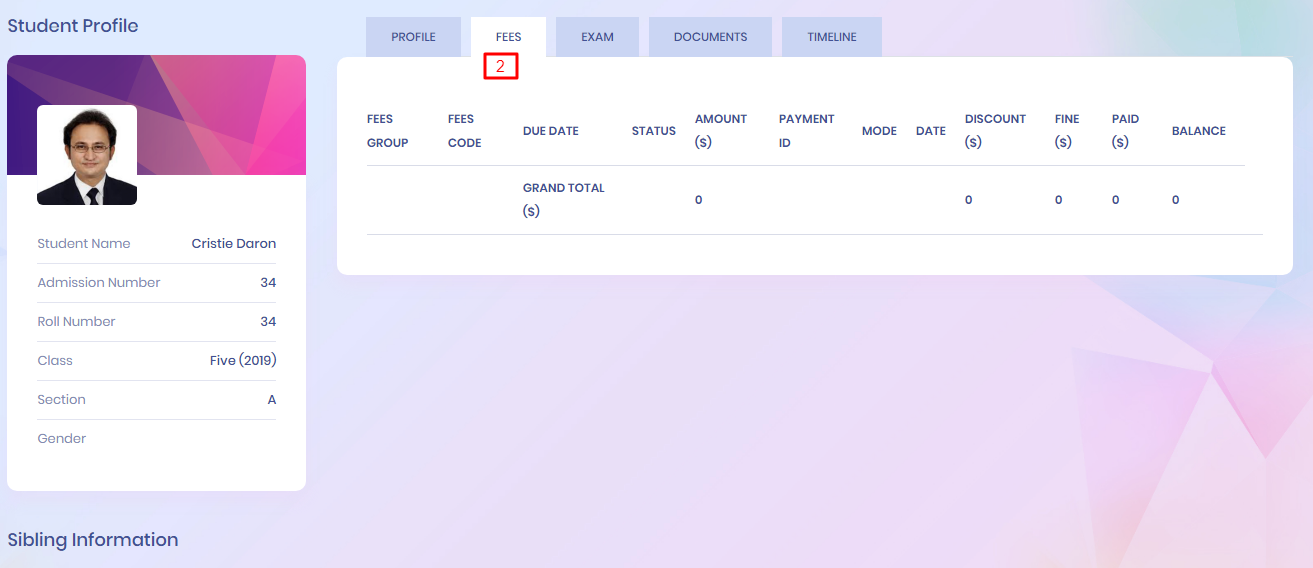 Student Profile
PROFILE FEES EXAM DOCUMENTS TIMELINE
2
FEES GROUP FEES CODE DUE DATE STATUS AMOUNT ($) PAYMENT ID MODE DATE DISCOUNT ($) FINE ($) PAID ($) BALANCE
GRAND TOTAL ($) 0 0 0 0 0
Student Name Cristie Daron
Admission Number 34
Roll Number 34
Class Five (2019)
Section A
Gender
Sibling Information